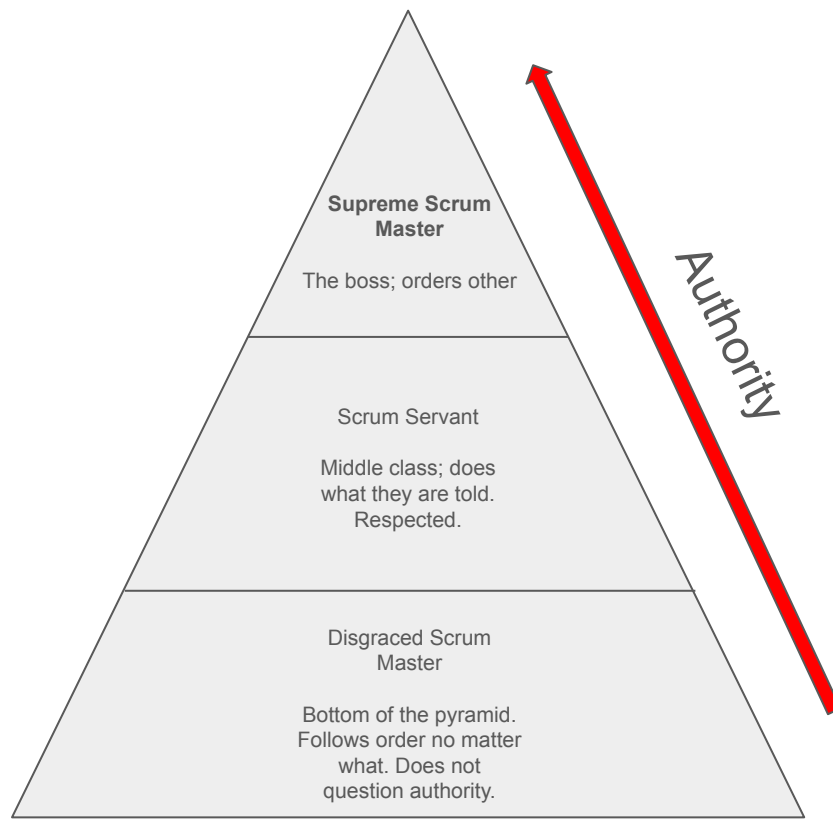 Supreme Scrum
Master
The boss; orders other
Authority
Scrum Servant
Middle class; does
what they are told.
Respected.
Disgraced Scrum
Master
Bottom of the pyramid.
Follows order no matter
what. Does not
question authority.